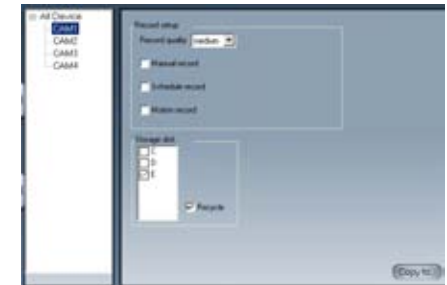 All Device
CAM1
CAM2
CAM3
CAM4
Record setup
Record quality medium
Manual record
Schedule record
Motion record
Storage disk
C
D
E
Recycle
Copy to